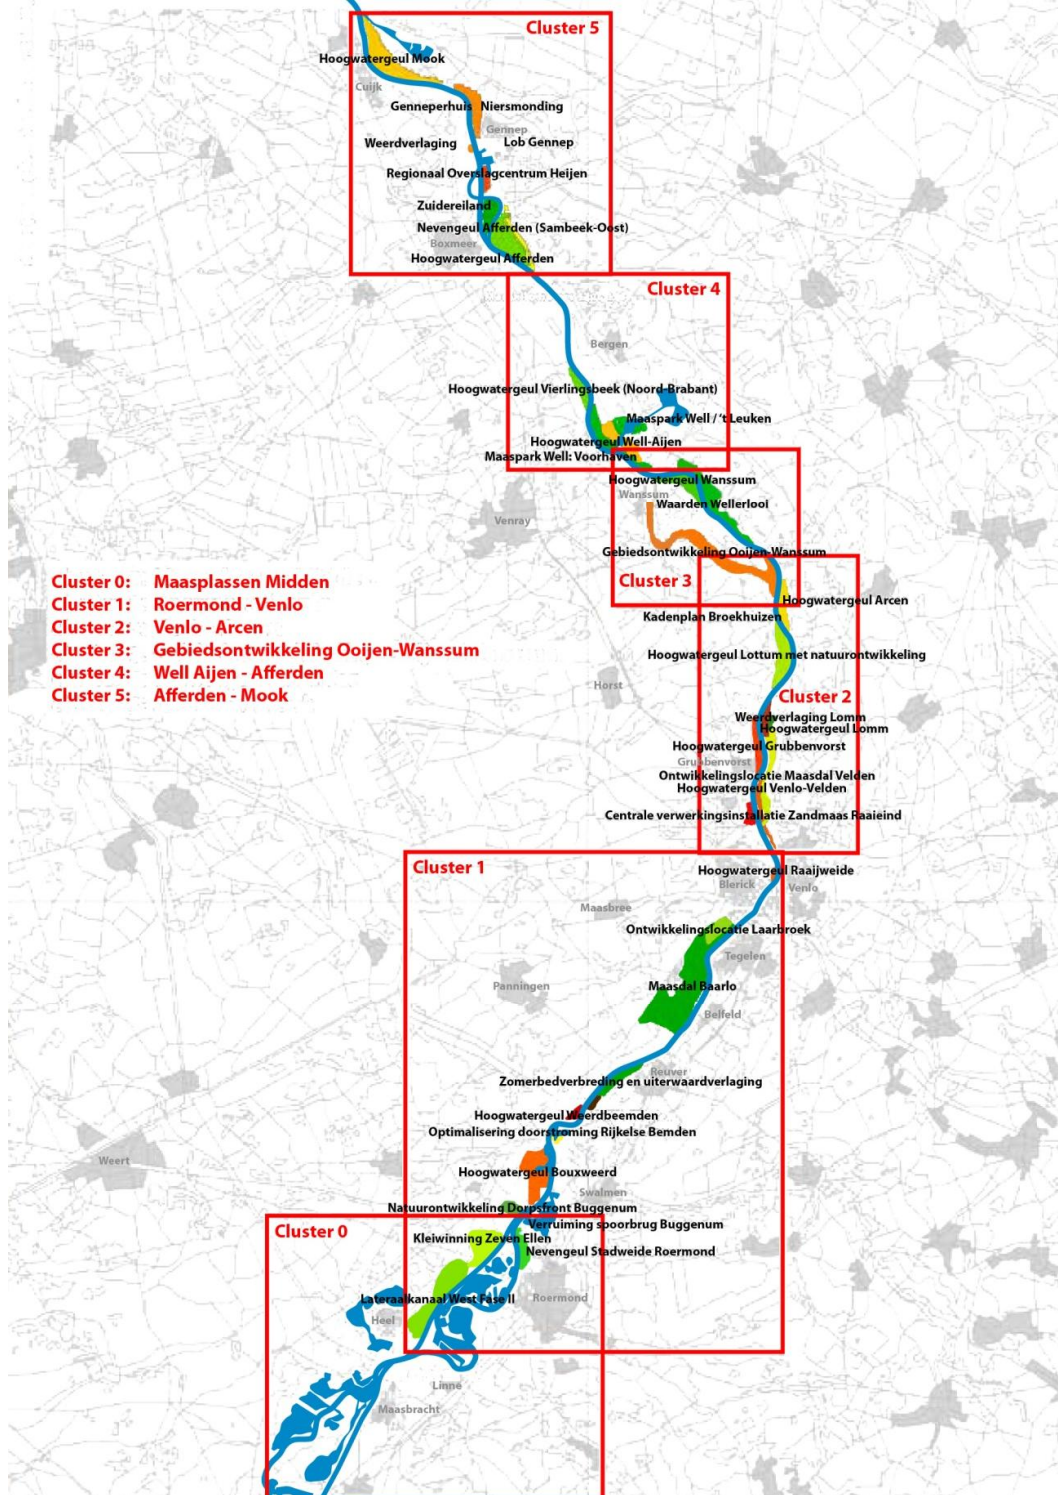 Cluster 5
Hoogwatergeul Mook
Cuijk
Genneperhuis Niersmonding
Gennep
Weerdverlaging
Lob Gennep
Regionaal Overslagcentrum Heijen
Zuidereiland
Nevengeul Afferden (Sambeek-Oost)
Boxmeer
Hoogwatergeul Afferden
Cluster 4
Bergen
Hoogwatergeul Vierlingsbeek (Noord-Brabant)
Maaspark Well / 't Leuken
Hoogwatergeul Well-Aijen
Maaspark Well: Voorhaven
Hoogwatergeul Wanssum
Wanssum
Waarden Wellerlooi
Venray
Gebiedsontwikkeling Ooijen-Wanssum
Cluster 3
Hoogwatergeul Arcen
Kadenplan Broekhuizen
Cluster 0: Maasplassen Midden
Cluster 1: Roermond - Venlo
Cluster 2: Venlo - Arcen
Cluster 3: Gebiedsontwikkeling Ooijen-Wanssum
Cluster 4: Well Aijen - Afferden
Cluster 5: Afferden - Mook
Hoogwatergeul Lottum met natuurontwikkeling
Horst
Cluster 2
Weerdverlaging Lomm
Hoogwatergeul Lomm
Hoogwatergeul Grubbenvorst
Grubbenvorst
Ontwikkelingslocatie Maasdal Velden
Hoogwatergeul Venlo-Velden
Centrale verwerkingsinstallatie Zandmaas Raaieind
Cluster 1
Hoogwatergeul Raaijweide
Blerick
Venlo
Maasbree
Ontwikkelingslocatie Laarbroek
Tegelen
Panningen
Maasdal Baarlo
Belfeld
Reuver
Zomerbedverbreding en uiterwaardverlaging
Hoogwatergeul Weerdbeemden
Optimalisering doorstroming Rijkelse Bemden
Weert
Hoogwatergeul Bouxweerd
Swalmen
Natuurontwikkeling Dorpsfront Buggenum
Verruiming spoorbrug Buggenum
Cluster 0
Kleiwinning Zeven Ellen
Nevengeul Stadweide Roermond
Lateraalkanaal West Fase II
Roermond
Heel
Linne
Maasbracht